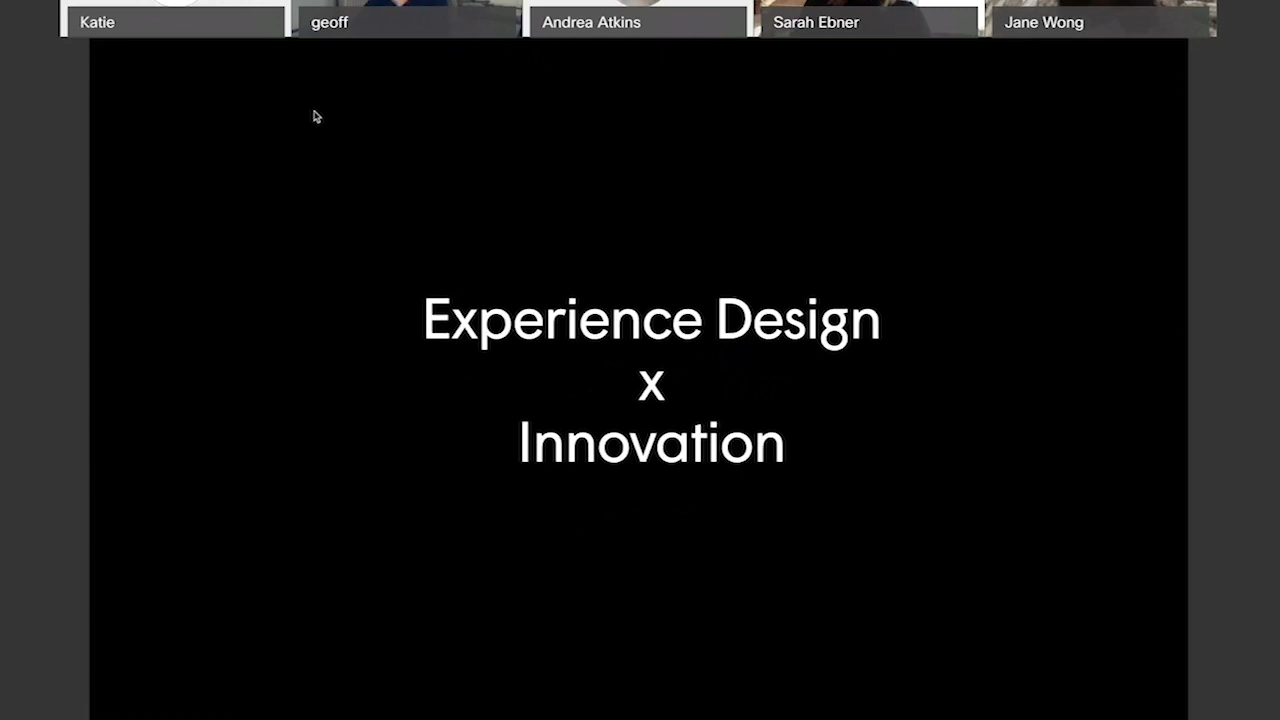 Katie
geoff
Andrea Atkins
Sarah Ebner
Jane Wong
Experience Design
x
Innovation